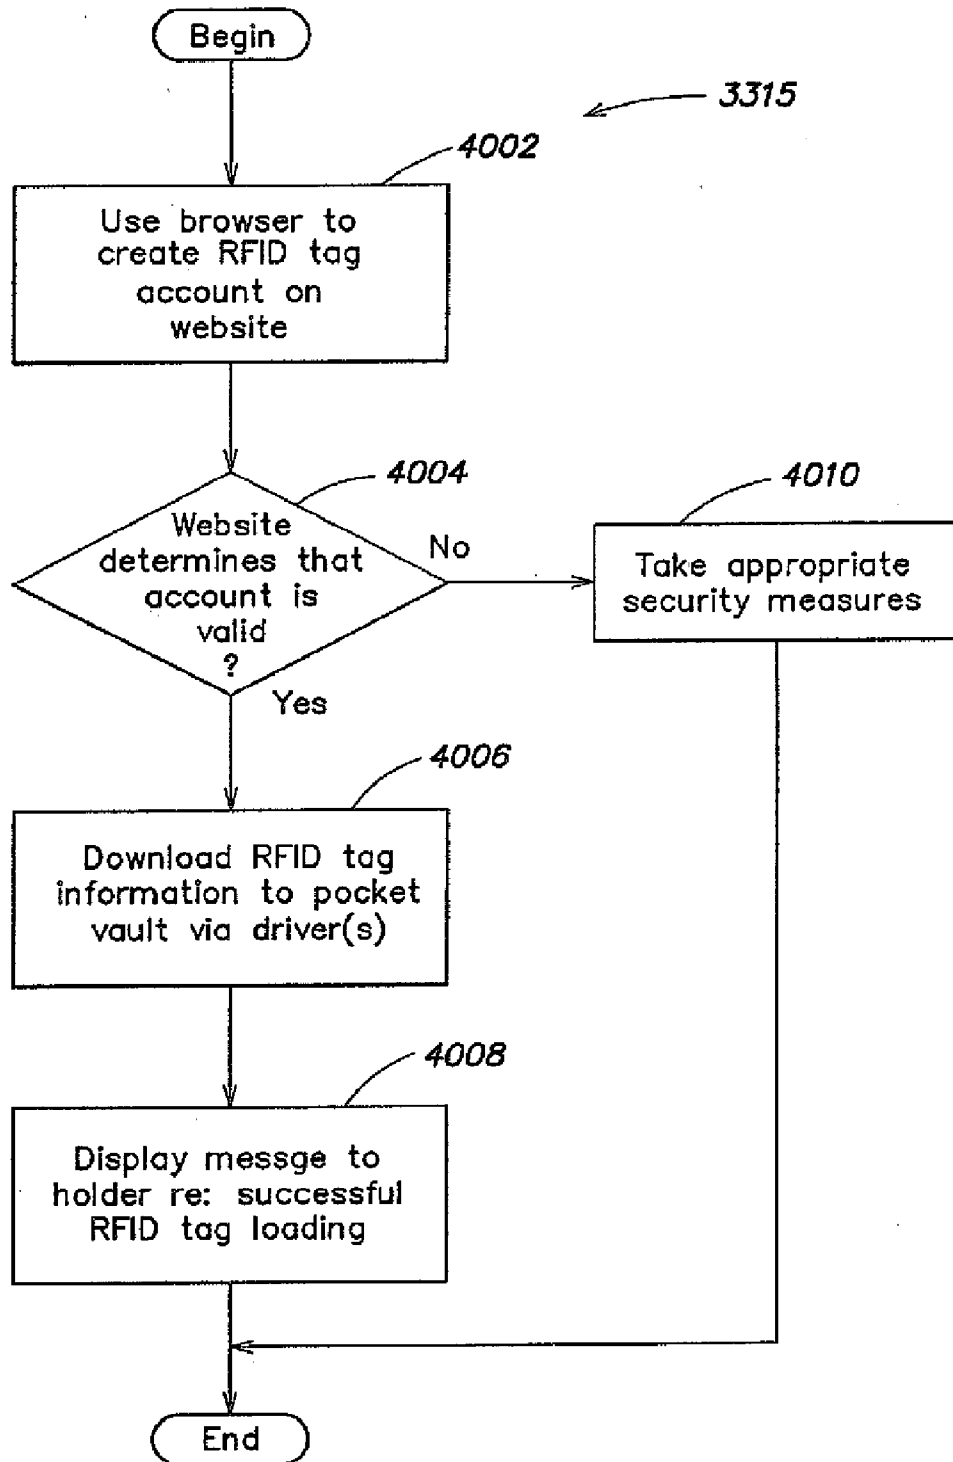 Begin
3315
4002
Use browser to
create RFID tag
account on
website
4004
Website
determines that
account is
valid
?
No
4010
Take appropriate
security measures
Yes
4006
Download RFID tag
information to pocket
vault via driver(s)
4008
Display messge to
holder re: successful
RFID tag loading
End